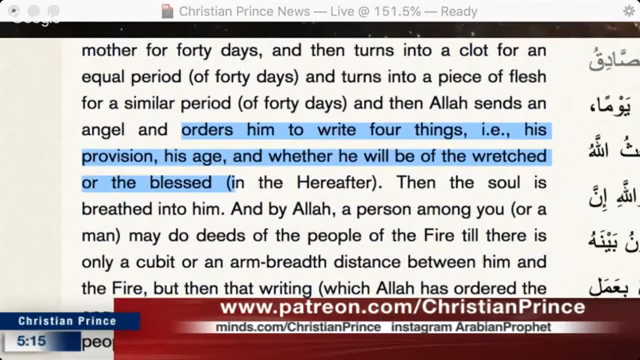 Christian Prince News — Live @ 151.5% — Ready
mother for forty days, and then turns into a clot for an
equal period (of forty days) and turns into a piece of flesh
for a similar period (of forty days) and then Allah sends an
angel and orders him to write four things, i.e., his
provision, his age, and whether he will be of the wretched
or the blessed (in the Hereafter). Then the soul is
breathed into him. And by Allah, a person among you (or a
man) may do deeds of the people of the Fire till there is
only a cubit or an arm-breadth distance between him and
the Fire, but then that writing (which Allah has ordered the
يَوْمًا،
اللَّهُ
إِنَّ
بَيْنَهُ
بِعَمَلِ
www.patreon.com/ChristianPrince
minds.com/ChristianPrince instagram ArabianProphet
Christian Prince
5:15